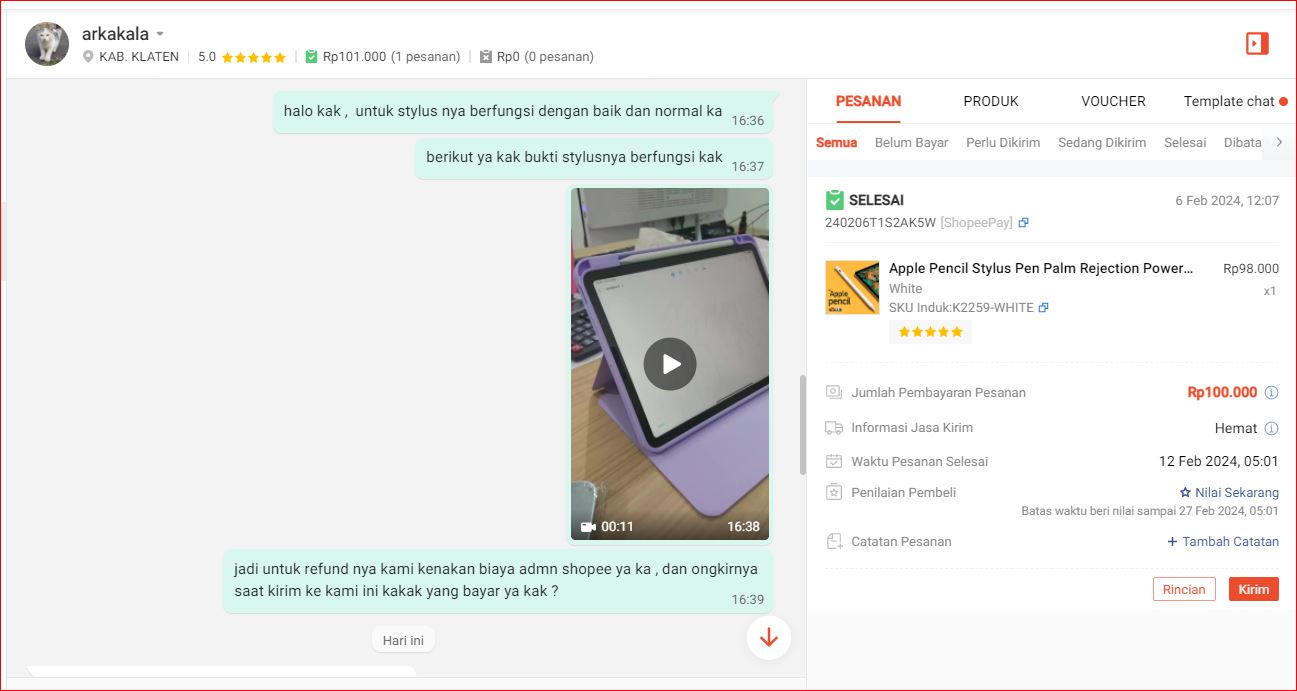 arkakala
KAB. KLATEN
5.0
Rp101.000 (1 pesanan)
Rp0 (0 pesanan)
halo kak , untuk stylus nya berfungsi dengan baik dan normal ka
16:36
berikut ya kak bukti stylusnya berfungsi kak
16:37
00:11
16:38
jadi untuk refund nya kami kenakan biaya admn shopee ya ka , dan ongkirnya
saat kirim ke kami ini kakak yang bayar ya kak ?
16:39
Hari ini
PESANAN
PRODUK
VOUCHER
Template chat
Semua
Belum Bayar
Perlu Dikirim
Sedang Dikirim
Selesai
Dibata
SELESAI
6 Feb 2024, 12:07
240206T1S2AK5W [ShopeePay]
Apple pencil
Apple Pencil Stylus Pen Palm Rejection Power...
Rp98.000
White
x1
SKU Induk:K2259-WHITE
Jumlah Pembayaran Pesanan
Rp100.000
Informasi Jasa Kirim
Hemat
Waktu Pesanan Selesai
12 Feb 2024, 05:01
Penilaian Pembeli
Nilai Sekarang
Batas waktu beri nilai sampai 27 Feb 2024, 05:01
Catatan Pesanan
+ Tambah Catatan
Rincian
Kirim